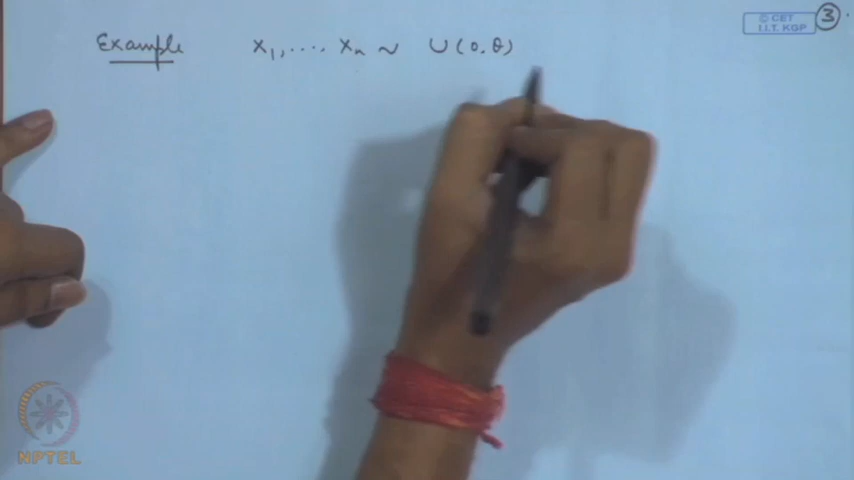 Example X₁, .... Xₙ ~ U(0, θ)
© CET
I.I.T. KGP
3
NPTEL